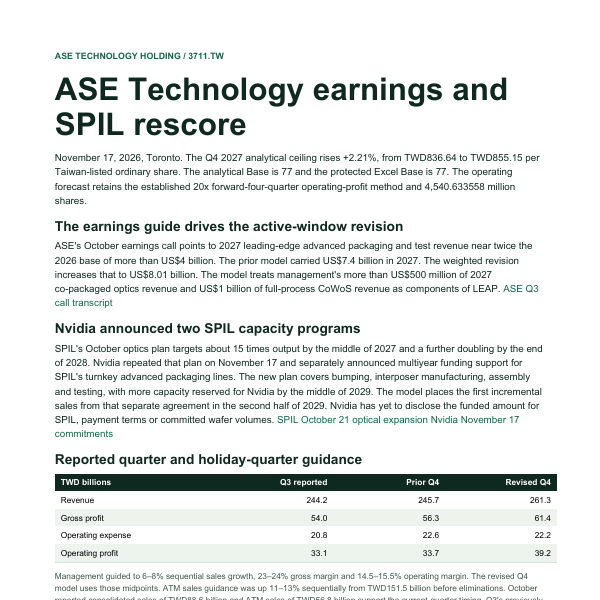 ASE TECHNOLOGY HOLDING / 3711.TW
ASE Technology earnings and
SPIL rescore
November 17, 2026, Toronto. The Q4 2027 analytical ceiling rises +2.21%, from TWD836.64 to TWD855.15 per
Taiwan-listed ordinary share. The analytical Base is 77 and the protected Excel Base is 77. The operating
forecast retains the established 20x forward-four-quarter operating-profit method and 4,540.633558 million
shares.
The earnings guide drives the active-window revision
ASE's October earnings call points to 2027 leading-edge advanced packaging and test revenue near twice the
2026 base of more than US$4 billion. The prior model carried US$7.4 billion in 2027. The weighted revision
increases that to US$8.01 billion. The model treats management's more than US$500 million of 2027
co-packaged optics revenue and US$1 billion of full-process CoWoS revenue as components of LEAP. ASE Q3
call transcript
Nvidia announced two SPIL capacity programs
SPIL's October optics plan targets about 15 times output by the middle of 2027 and a further doubling by the end
of 2028. Nvidia repeated that plan on November 17 and separately announced multiyear funding support for
SPIL's turnkey advanced packaging lines. The new plan covers bumping, interposer manufacturing, assembly
and testing, with more capacity reserved for Nvidia by the middle of 2029. The model places the first incremental
sales from that separate agreement in the second half of 2029. Nvidia has yet to disclose the funded amount for
SPIL, payment terms or committed wafer volumes. SPIL October 21 optical expansion Nvidia November 17
commitments
Reported quarter and holiday-quarter guidance
TWD billions Q3 reported Prior Q4 Revised Q4
Revenue 244.2 245.7 261.3
Gross profit 54.0 56.3 61.4
Operating expense 20.8 22.6 22.2
Operating profit 33.1 33.7 39.2
Management guided to 6–8% sequential sales growth, 23–24% gross margin and 14.5–15.5% operating margin. The revised Q4
model uses those midpoints. ATM sales guidance was up 11–13% sequentially from TWD151.5 billion before eliminations. October